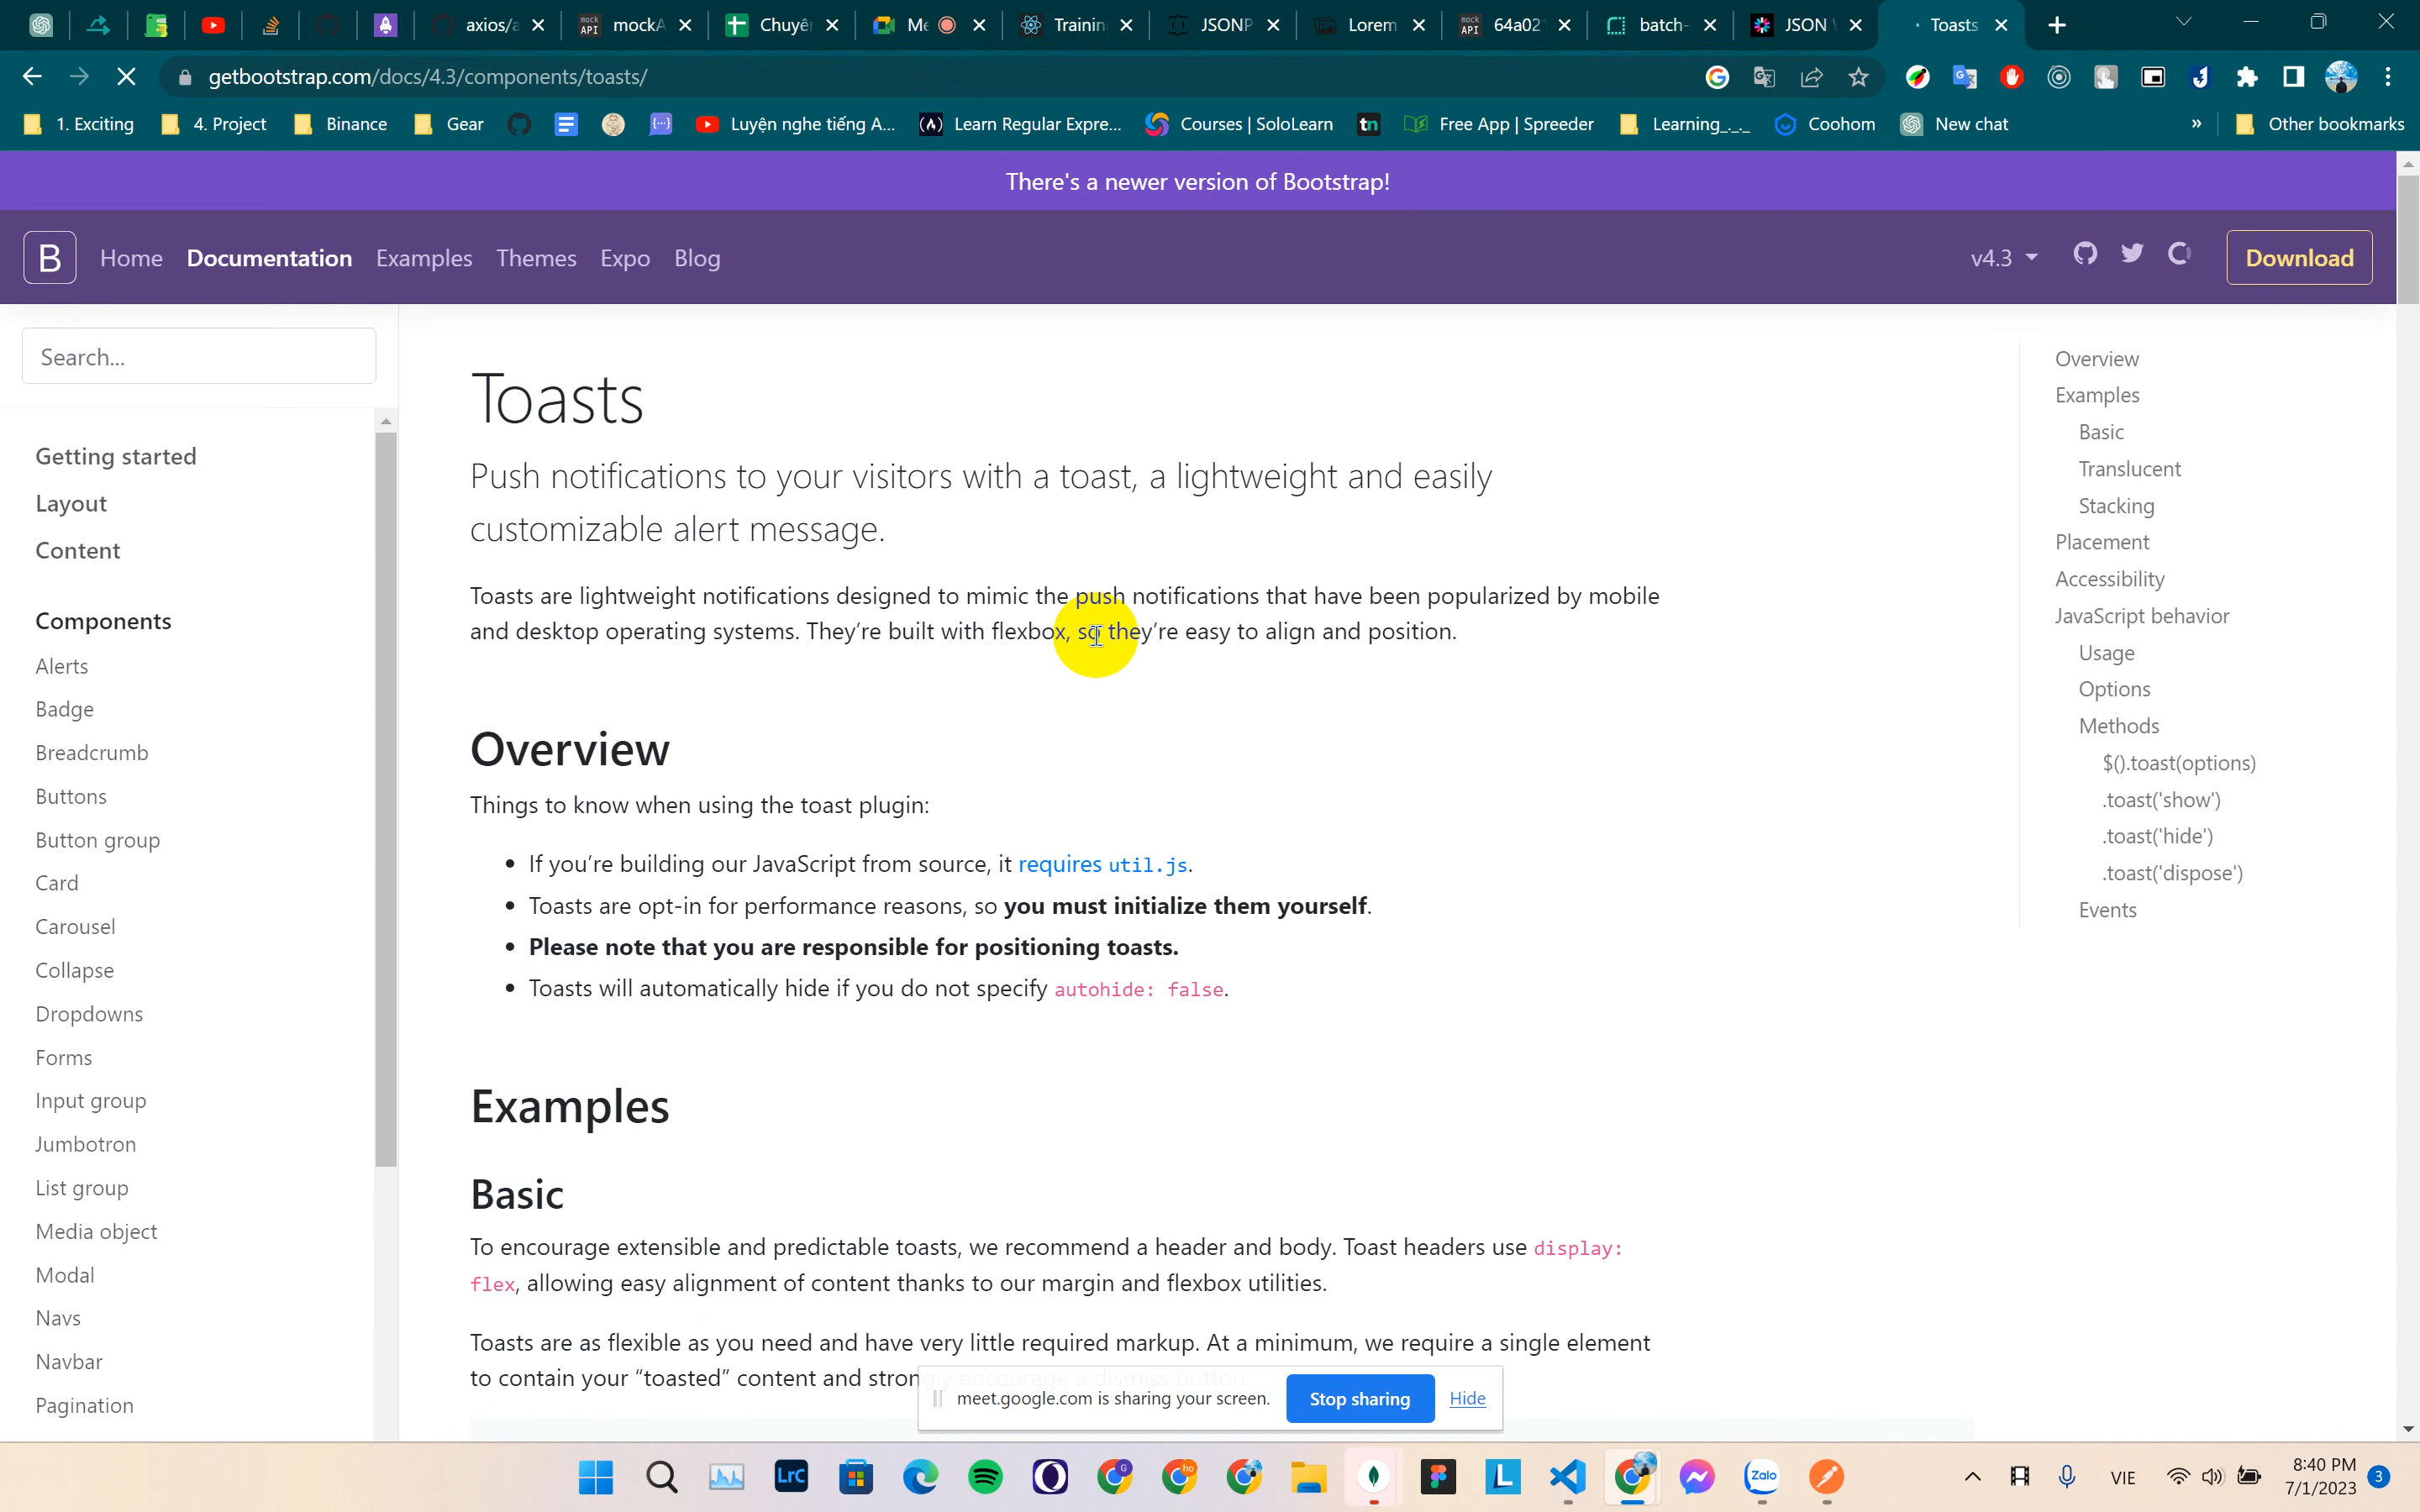 axios/a
mockA
Chuyê
Me
Trainin
JSONP
Lorem
64a02
batch-
JSON
Toasts
getbootstrap.com/docs/4.3/components/toasts/
1. Exciting
4. Project
Binance
Gear
Luyện nghe tiếng A...
Learn Regular Expre...
Courses | SoloLearn
tn
Free App | Spreeder
Learning_._._
Coohom
New chat
»
Other bookmarks
There's a newer version of Bootstrap!
B
Home
Documentation
Examples
Themes
Expo
Blog
v4.3
Download
Search...
Getting started
Layout
Content
Components
Alerts
Badge
Breadcrumb
Buttons
Button group
Card
Carousel
Collapse
Dropdowns
Forms
Input group
Jumbotron
List group
Media object
Modal
Navs
Navbar
Pagination
Toasts
Push notifications to your visitors with a toast, a lightweight and easily
customizable alert message.
Toasts are lightweight notifications designed to mimic the push notifications that have been popularized by mobile
and desktop operating systems. They’re built with flexbox, so they’re easy to align and position.
Overview
Things to know when using the toast plugin:
• If you’re building our JavaScript from source, it requires util.js.
• Toasts are opt-in for performance reasons, so you must initialize them yourself.
• Please note that you are responsible for positioning toasts.
• Toasts will automatically hide if you do not specify autohide: false.
Examples
Basic
To encourage extensible and predictable toasts, we recommend a header and body. Toast headers use display:
flex, allowing easy alignment of content thanks to our margin and flexbox utilities.
Toasts are as flexible as you need and have very little required markup. At a minimum, we require a single element
to contain your “toasted” content and strongly encourage a dismiss button.
Overview
Examples
Basic
Translucent
Stacking
Placement
Accessibility
JavaScript behavior
Usage
Options
Methods
$().toast(options)
.toast('show')
.toast('hide')
.toast('dispose')
Events
meet.google.com is sharing your screen.
Stop sharing
Hide
LrC
L
Zalo
VIE
8:40 PM
7/1/2023
3